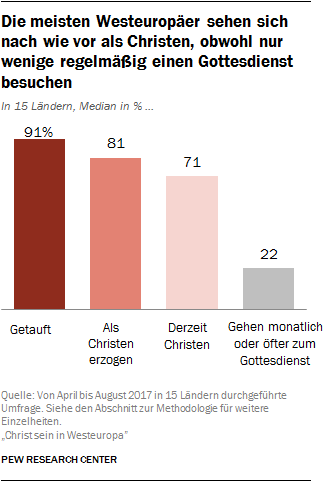 Die meisten Westeuropäer sehen sich
nach wie vor als Christen, obwohl nur
wenige regelmäßig einen Gottesdienst
besuchen
In 15 Ländern, Median in % ...
91%
81
71
22
Getauft
Als
Christen
erzogen
Derzeit
Christen
Gehen monatlich
oder öfter zum
Gottesdienst
Quelle: Von April bis August 2017 in 15 Ländern durchgeführte
Umfrage. Siehe den Abschnitt zur Methodologie für weitere
Einzelheiten.
„Christ sein in Westeuropa”
PEW RESEARCH CENTER